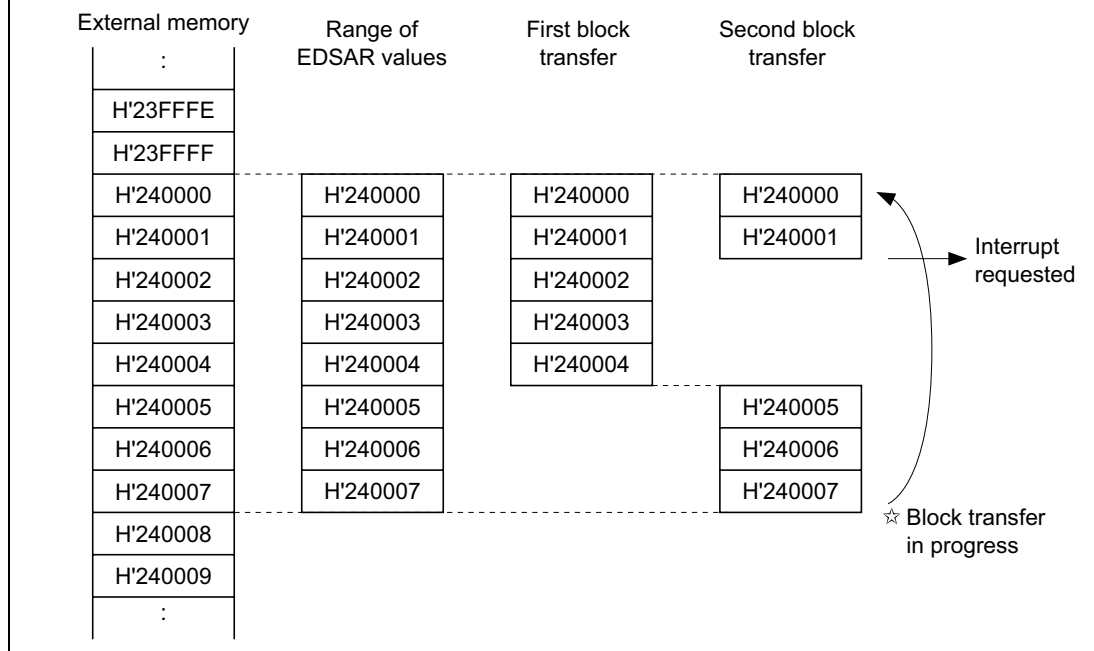 External memory
Range of
EDSAR values
First block
transfer
Second block
transfer
:
H'23FFFE
H'23FFFF
H'240000 H'240000 H'240000 H'240000
H'240001 H'240001 H'240001 H'240001
Interrupt
requested
H'240002 H'240002 H'240002
H'240003 H'240003 H'240003
H'240004 H'240004 H'240004
H'240005 H'240005 H'240005
H'240006 H'240006 H'240006
H'240007 H'240007 H'240007
☆ Block transfer
in progress
H'240008
H'240009
: